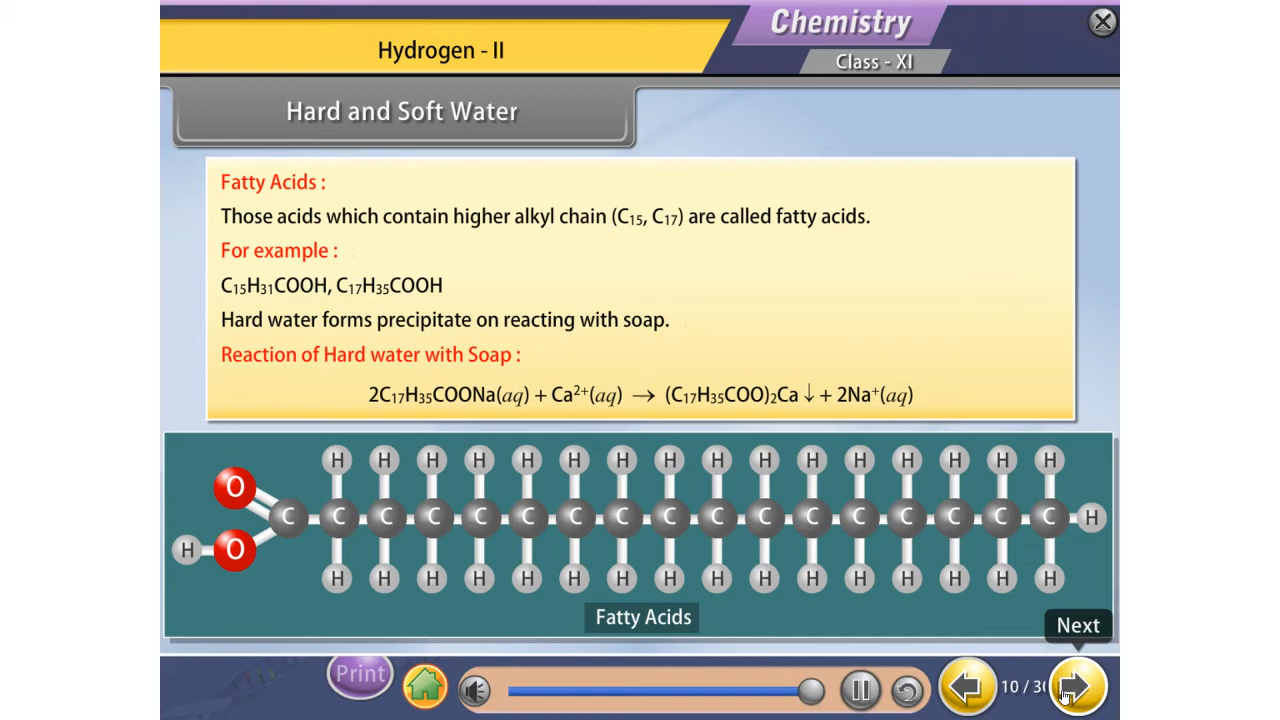 Chemistry
Hydrogen - II
Class - XI
Hard and Soft Water
Fatty Acids :
Those acids which contain higher alkyl chain (C₁₅, C₁₇) are called fatty acids.
For example :
C₁₅H₃₁COOH, C₁₇H₃₅COOH
Hard water forms precipitate on reacting with soap.
Reaction of Hard water with Soap :
2C₁₇H₃₅COONa(aq) + Ca²⁺(aq) → (C₁₇H₃₅COO)₂Ca ↓ + 2Na⁺(aq)
H H H H H H H H H H H H H H H H
O
C C C C C C C C C C C C C C C C C H
H O
H H H H H H H H H H H H H H H H
Fatty Acids
Next
Print
10 / 30